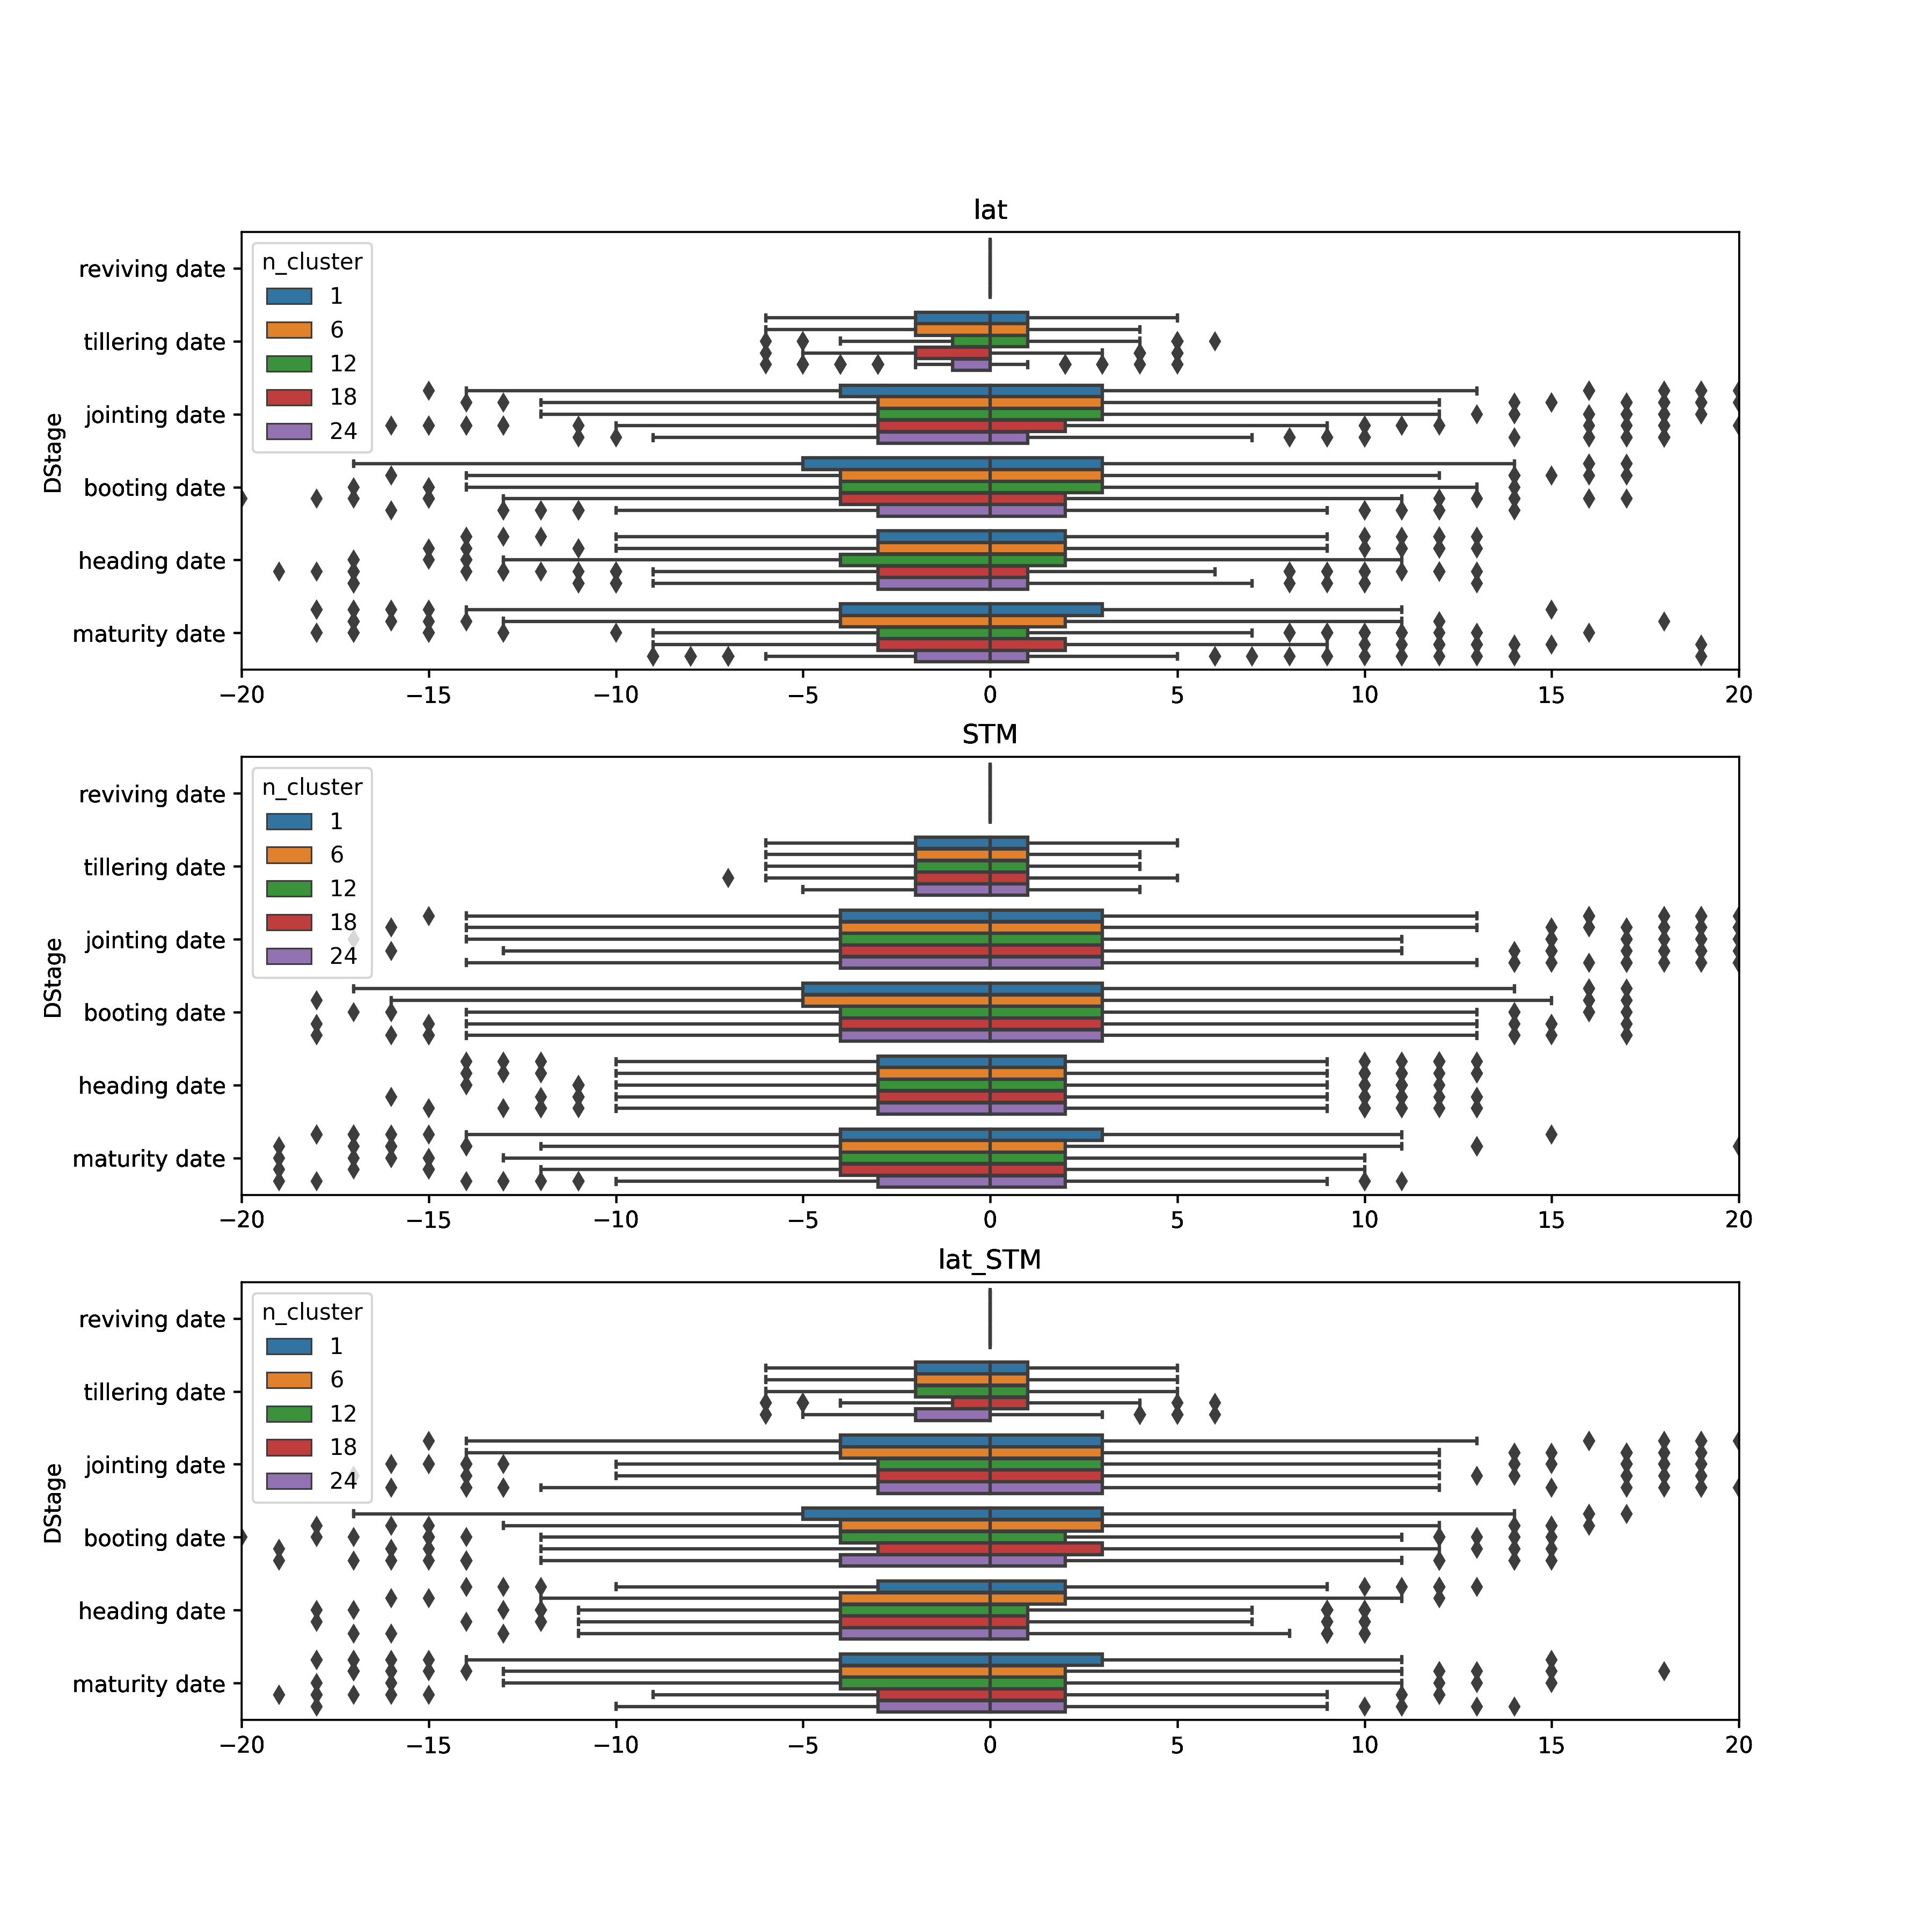 lat
n_cluster
1
6
12
18
24
reviving date
tillering date
jointing date
booting date
heading date
maturity date
DStage
−20 −15 −10 −5 0 5 10 15 20
STM
n_cluster
1
6
12
18
24
reviving date
tillering date
jointing date
booting date
heading date
maturity date
DStage
−20 −15 −10 −5 0 5 10 15 20
lat_STM
n_cluster
1
6
12
18
24
reviving date
tillering date
jointing date
booting date
heading date
maturity date
DStage
−20 −15 −10 −5 0 5 10 15 20